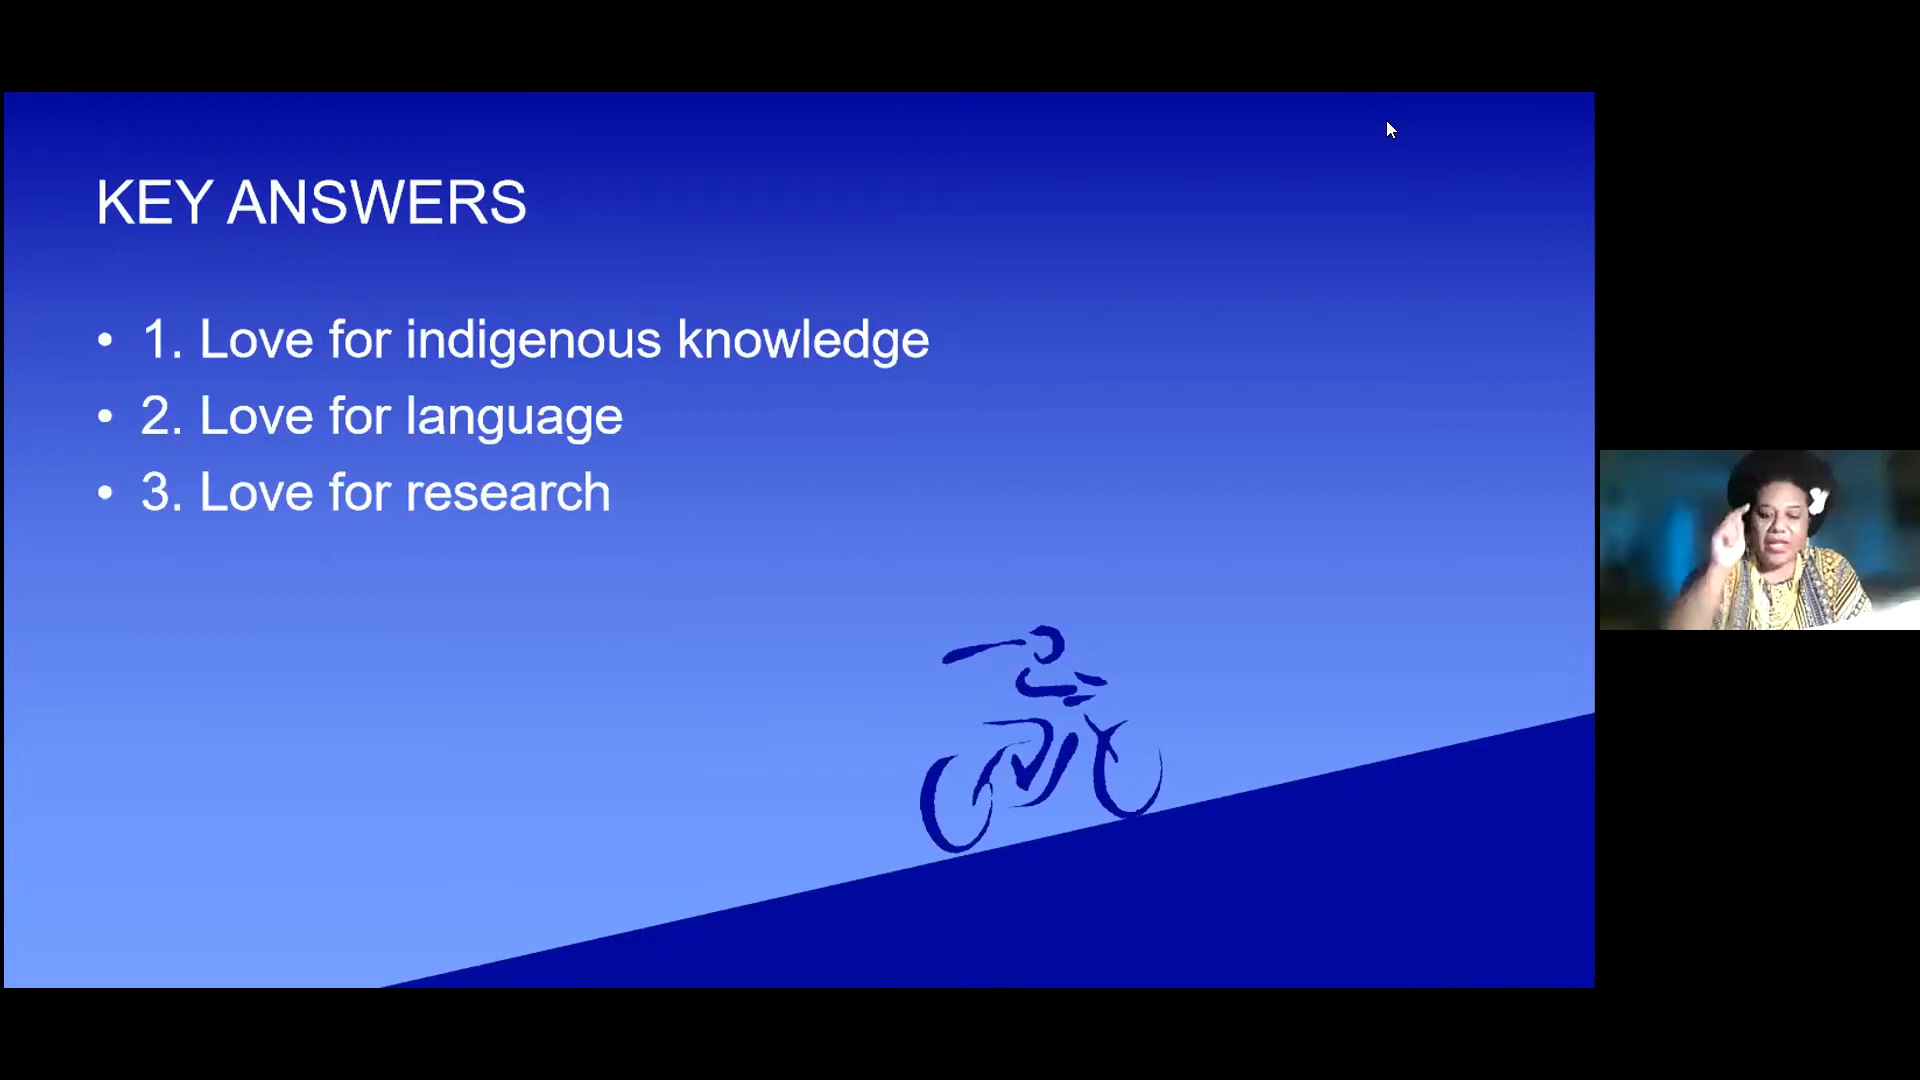 KEY ANSWERS
• 1. Love for indigenous knowledge
• 2. Love for language
• 3. Love for research